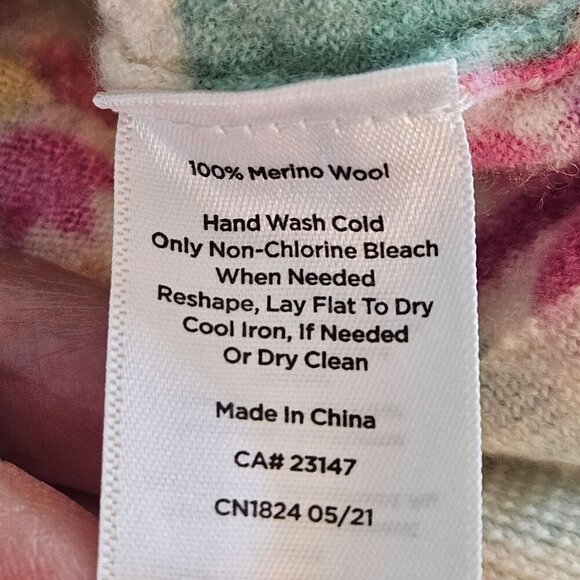 100% Merino Wool
Hand Wash Cold
Only Non-Chlorine Bleach
When Needed
Reshape, Lay Flat To Dry
Cool Iron, If Needed
Or Dry Clean
Made In China
CA# 23147
CN1824 05/21